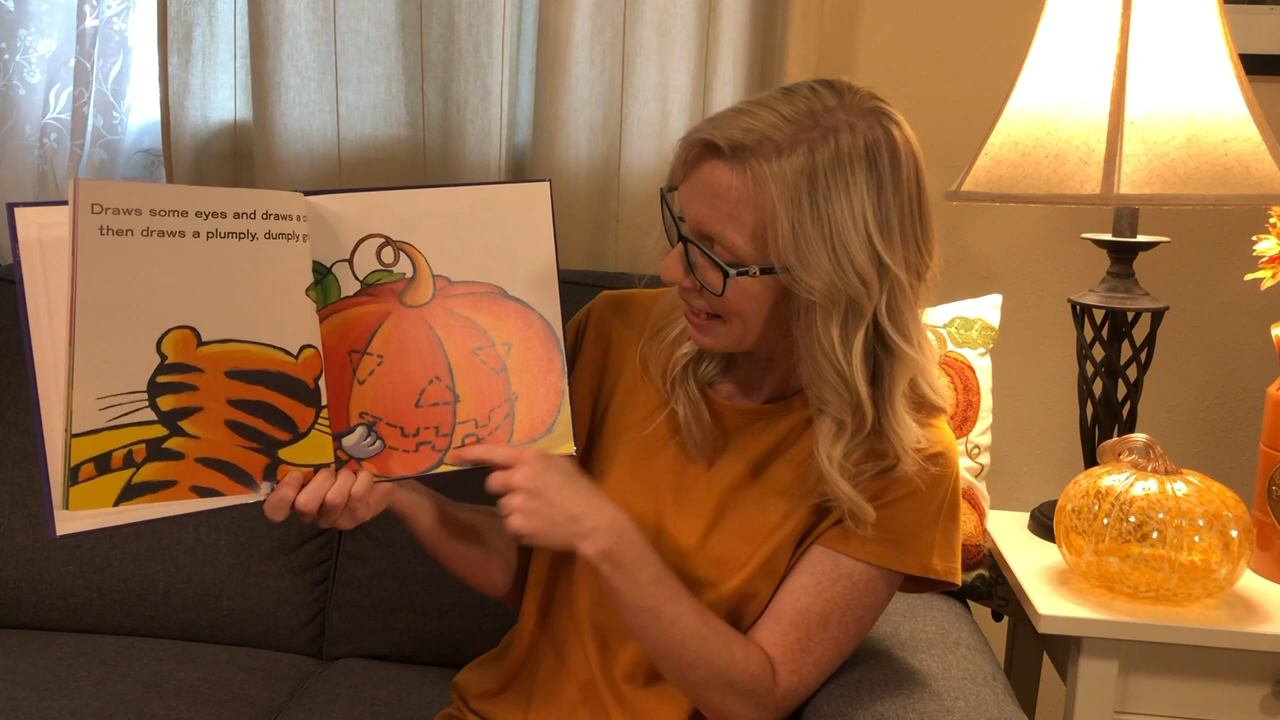 Draws some eyes and draws a
then draws a plumply, dumply